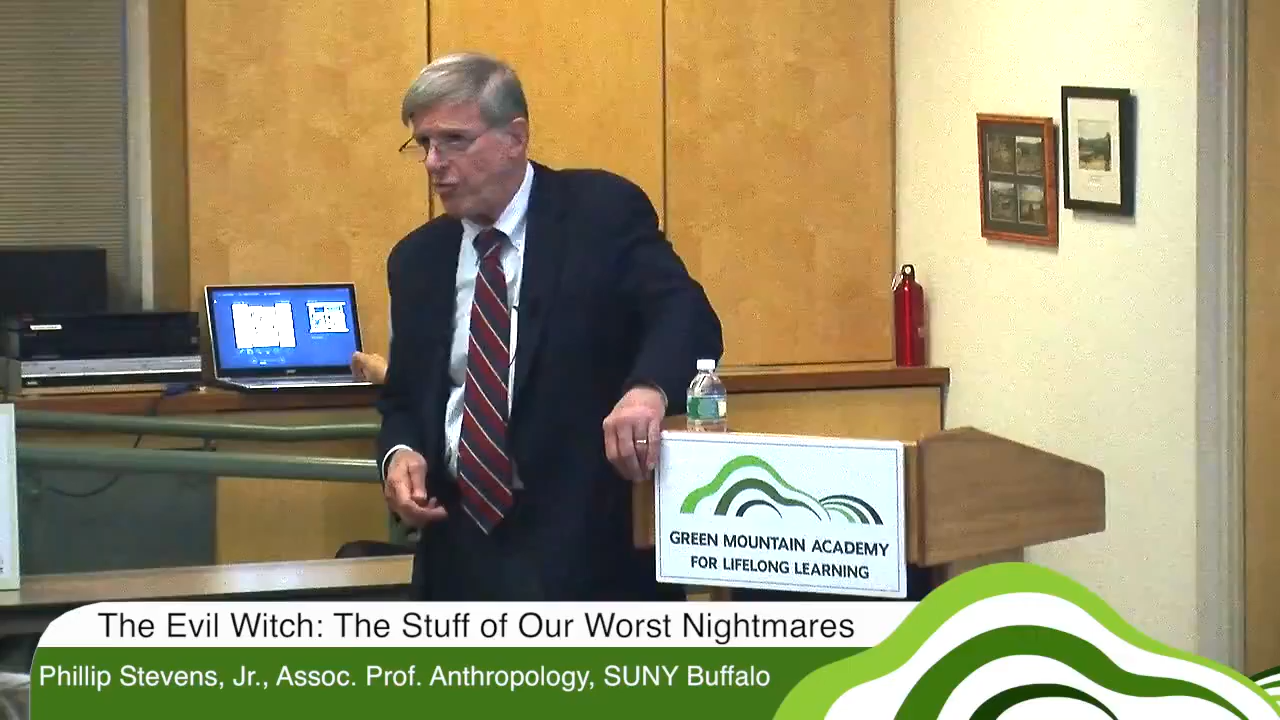 GREEN MOUNTAIN ACADEMY
FOR LIFELONG LEARNING
The Evil Witch: The Stuff of Our Worst Nightmares
Phillip Stevens, Jr., Assoc. Prof. Anthropology, SUNY Buffalo